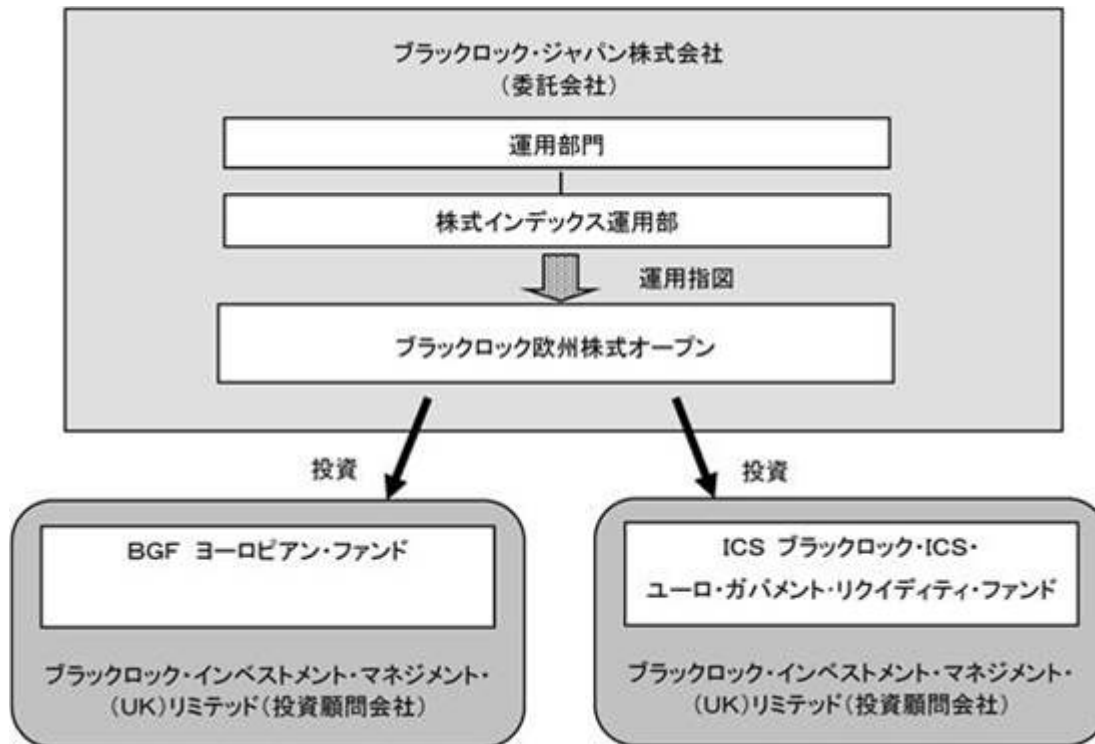 ブラックロック・ジャパン株式会社
(委託会社)
運用部門
株式インデックス運用部
運用指図
ブラックロック欧州株式オープン
投資
投資
BGF ヨーロピアン・ファンド
ブラックロック・インベストメント・マネジメント・
(UK)リミテッド(投資顧問会社)
ICS ブラックロック・ICS・
ユーロ・ガバメント・リクイディティ・ファンド
ブラックロック・インベストメント・マネジメント・
(UK)リミテッド(投資顧問会社)